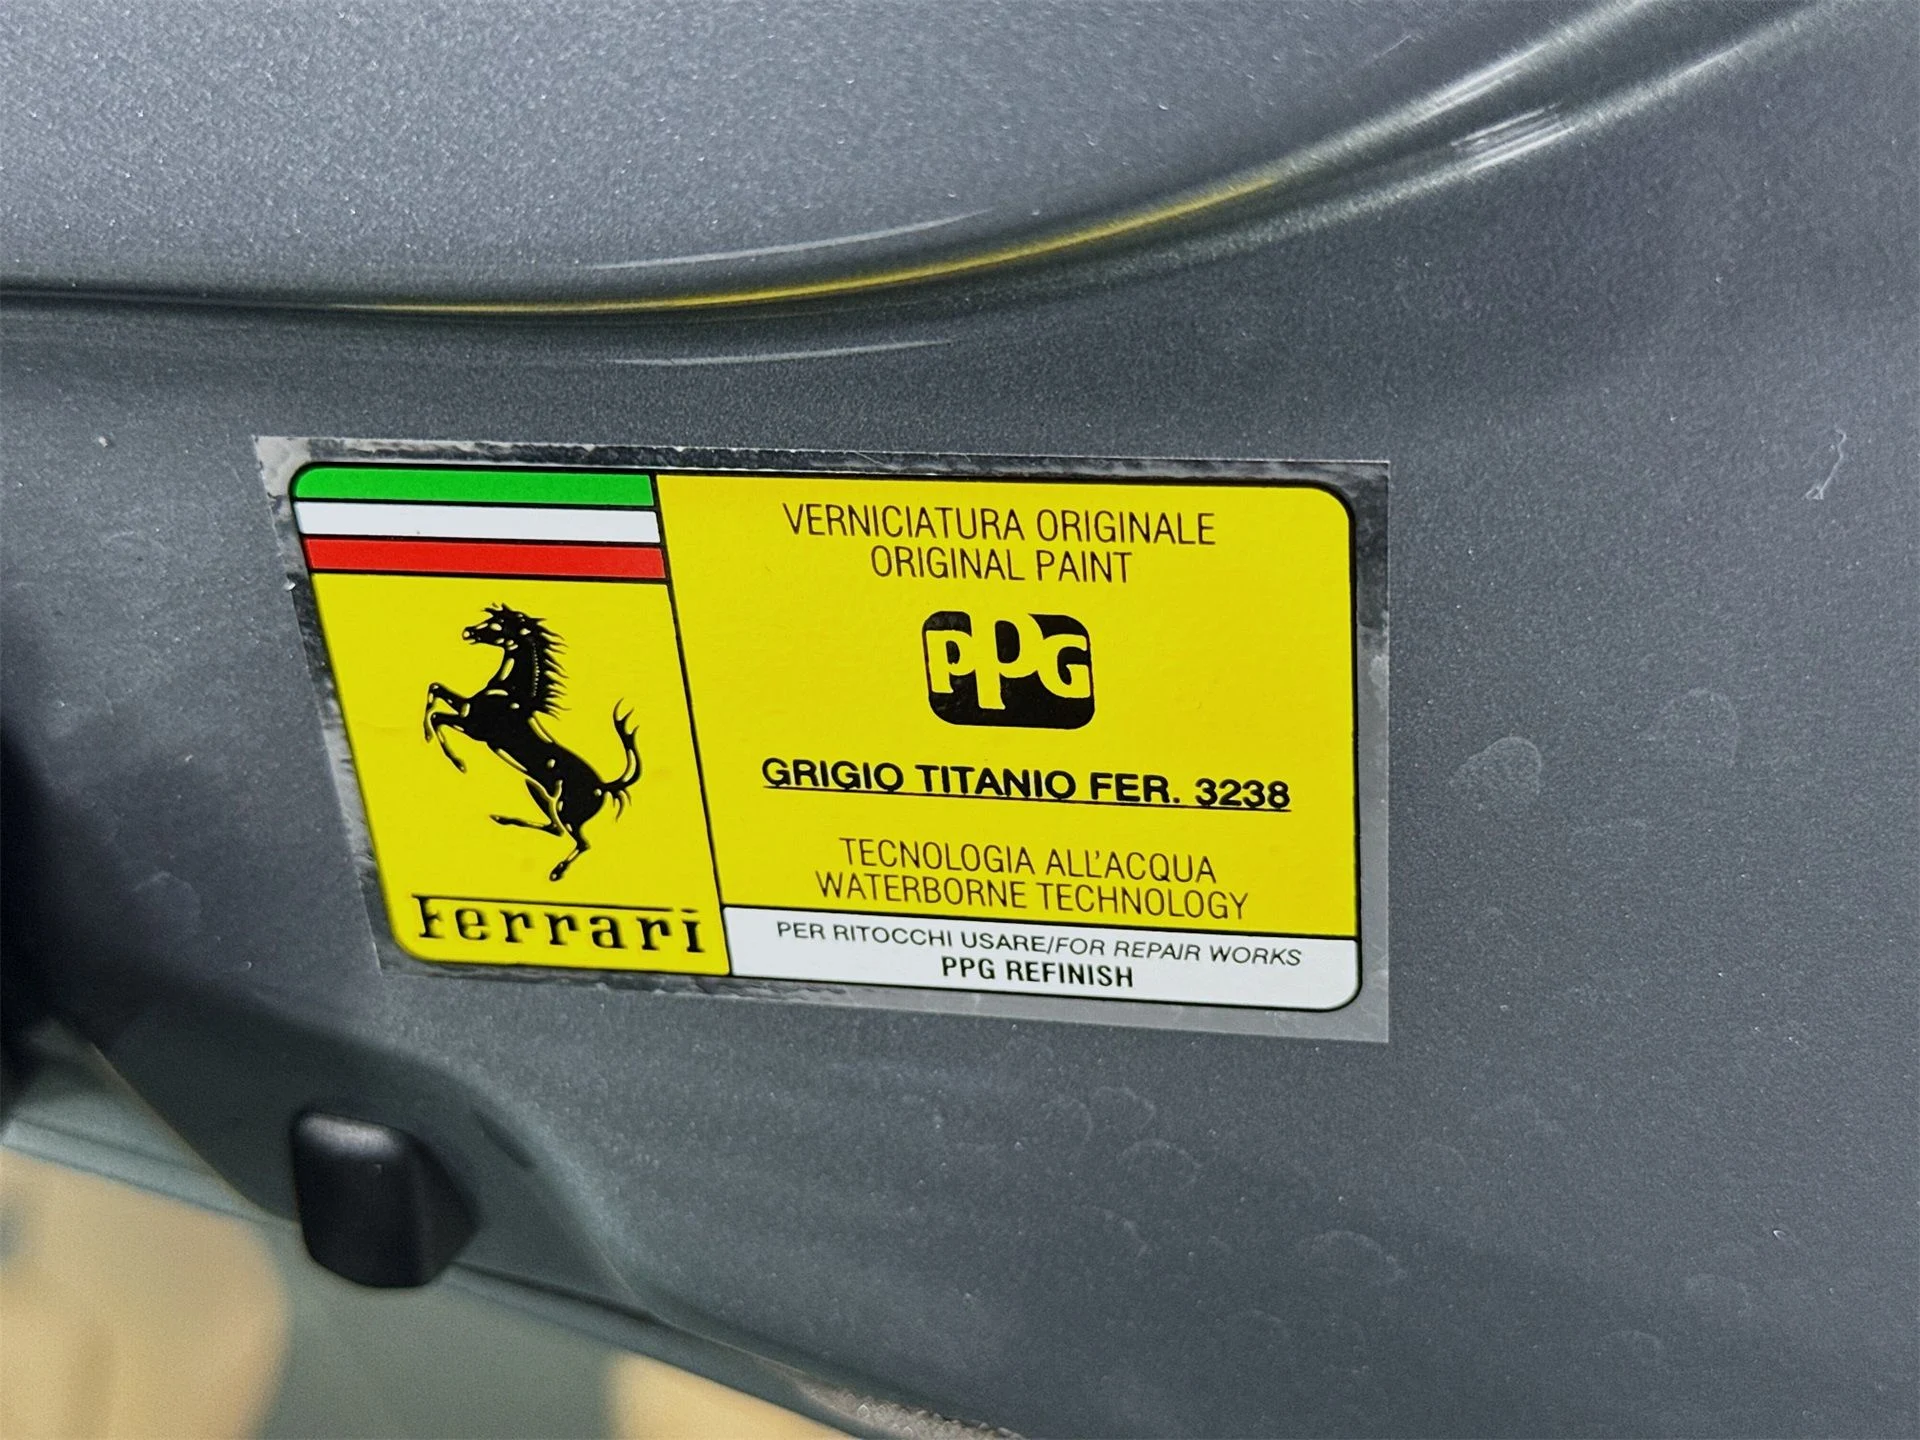 VERNICIATURA ORIGINALE
ORIGINAL PAINT
PPG
GRIGIO TITANIO FER. 3238
TECNOLOGIA ALL'ACQUA
WATERBORNE TECHNOLOGY
Ferrari
PER RITOCCHI USARE/FOR REPAIR WORKS
PPG REFINISH